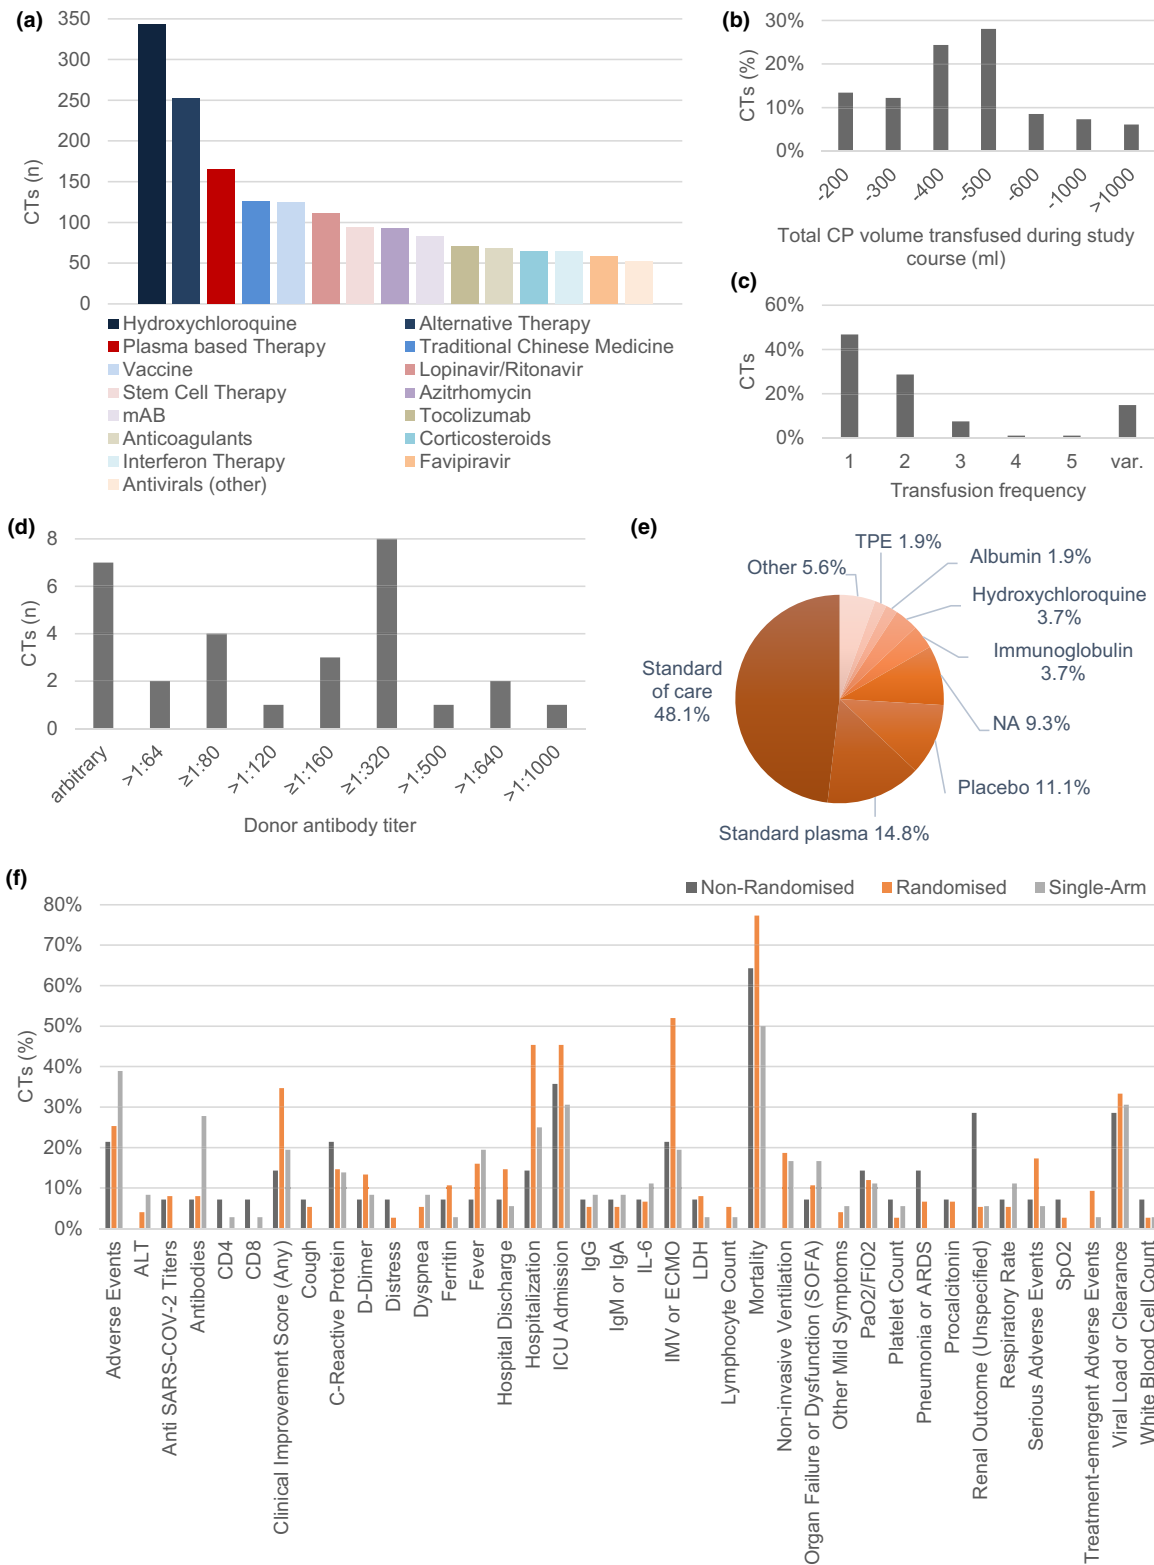 (a)
350
300
250
200
150
100
50
0
CTs (n)
Hydroxychloroquine
Alternative Therapy
Plasma based Therapy
Traditional Chinese Medicine
Vaccine
Lopinavir/Ritonavir
Stem Cell Therapy
Azitrhomycin
mAB
Tocolizumab
Anticoagulants
Corticosteroids
Interferon Therapy
Favipiravir
Antivirals (other)
(b)
30%
20%
10%
0%
CTs (%)
-200
-300
-400
-500
-600
-1000
>1000
Total CP volume transfused during study
course (ml)
(c)
60%
40%
20%
0%
CTs
1
2
3
4
5
var.
Transfusion frequency
(d)
8
6
4
2
0
CTs (n)
arbitrary
>1:64
≥1:80
>1:120
≥1:160
≥1:320
>1:500
>1:640
>1:1000
Donor antibody titer
(e)
TPE 1.9%
Other 5.6%
Albumin 1.9%
Hydroxychloroquine
3.7%
Immunoglobulin
3.7%
Standard
of care
48.1%
NA 9.3%
Placebo 11.1%
Standard plasma 14.8%
(f)
Non-Randomised
Randomised
Single-Arm
80%
70%
60%
50%
40%
30%
20%
10%
0%
CTs (%)
Adverse Events
ALT
Anti SARS-COV-2 Titers
Antibodies
CD4
CD8
Clinical Improvement Score (Any)
Cough
C-Reactive Protein
D-Dimer
Distress
Dyspnea
Ferritin
Fever
Hospital Discharge
Hospitalization
ICU Admission
IgG
IgM or IgA
IL-6
IMV or ECMO
LDH
Lymphocyte Count
Mortality
Non-invasive Ventilation
Organ Failure or Dysfunction (SOFA)
Other Mild Symptoms
PaO2/FiO2
Platelet Count
Pneumonia or ARDS
Procalcitonin
Renal Outcome (Unspecified)
Respiratory Rate
Serious Adverse Events
SpO2
Treatment-emergent Adverse Events
Viral Load or Clearance
White Blood Cell Count